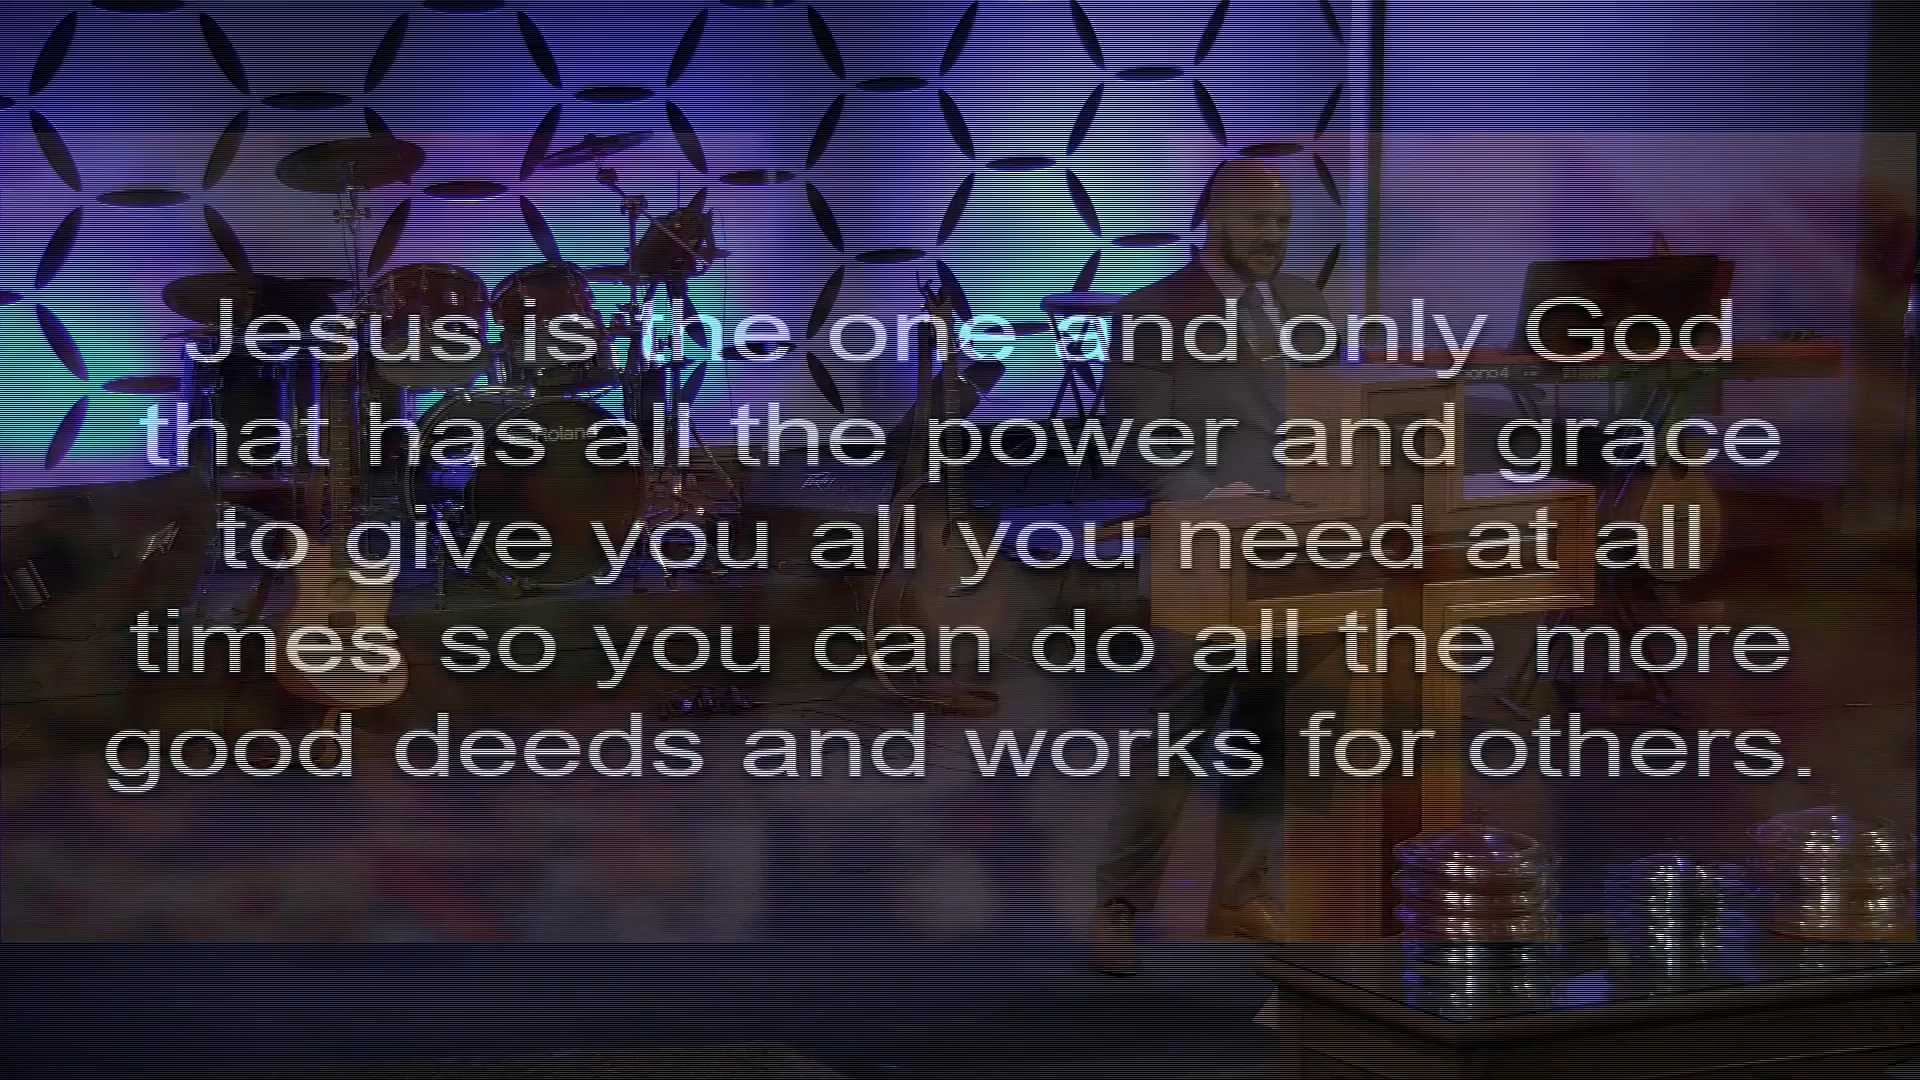 Jesus is the one and only God
that has all the power and grace
to give you all you need at all
times so you can do all the more
good deeds and works for others.
Roland